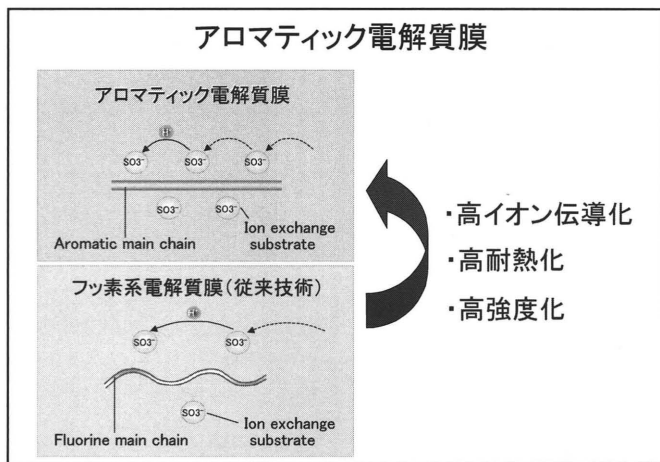 アロマティック電解質膜
アロマティック電解質膜
H⁺
SO3⁻
SO3⁻
SO3⁻
SO3⁻
SO3⁻
Aromatic main chain
Ion exchange
substrate
フッ素系電解質膜(従来技術)
H⁺
SO3⁻
SO3⁻
SO3⁻
Fluorine main chain
Ion exchange
substrate
・高イオン伝導化
・高耐熱化
・高強度化